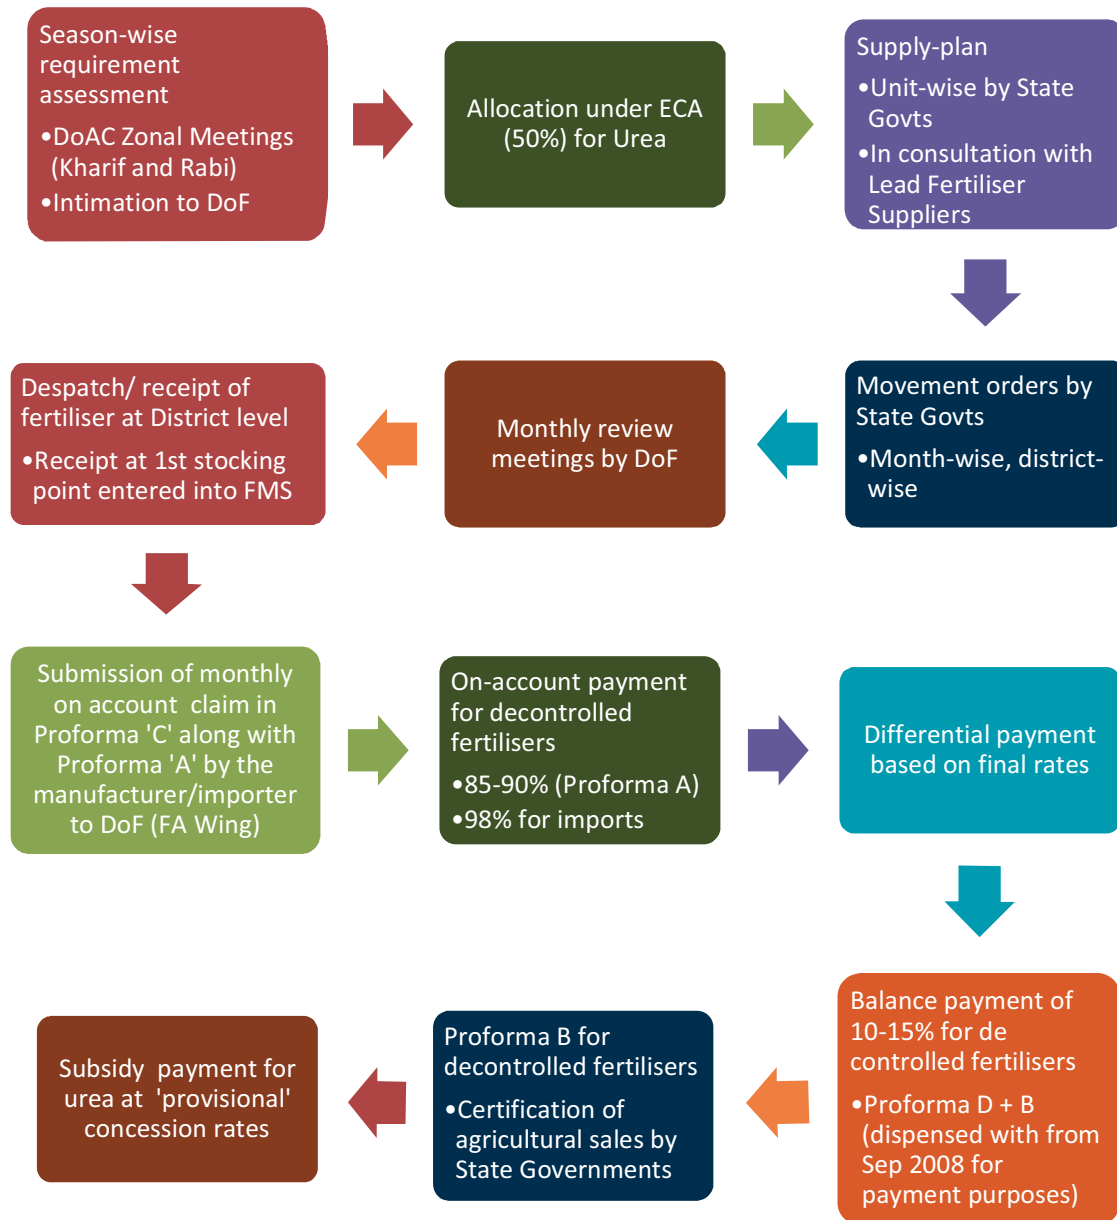 Season-wise
requirement
assessment
•DoAC Zonal Meetings
(Kharif and Rabi)
•Intimation to DoF
Allocation under ECA
(50%) for Urea
Supply-plan
•Unit-wise by State
Govts
•In consultation with
Lead Fertiliser
Suppliers
Movement orders by
State Govts
•Month-wise, district-
wise
Monthly review
meetings by DoF
Despatch/ receipt of
fertiliser at District level
•Receipt at 1st stocking
point entered into FMS
Submission of monthly
on account claim in
Proforma 'C' along with
Proforma 'A' by the
manufacturer/importer
to DoF (FA Wing)
On-account payment
for decontrolled
fertilisers
•85-90% (Proforma A)
•98% for imports
Differential payment
based on final rates
Balance payment of
10-15% for de
controlled fertilisers
•Proforma D + B
(dispensed with from
Sep 2008 for
payment purposes)
Proforma B for
decontrolled fertilisers
•Certification of
agricultural sales by
State Governments
Subsidy payment for
urea at 'provisional'
concession rates